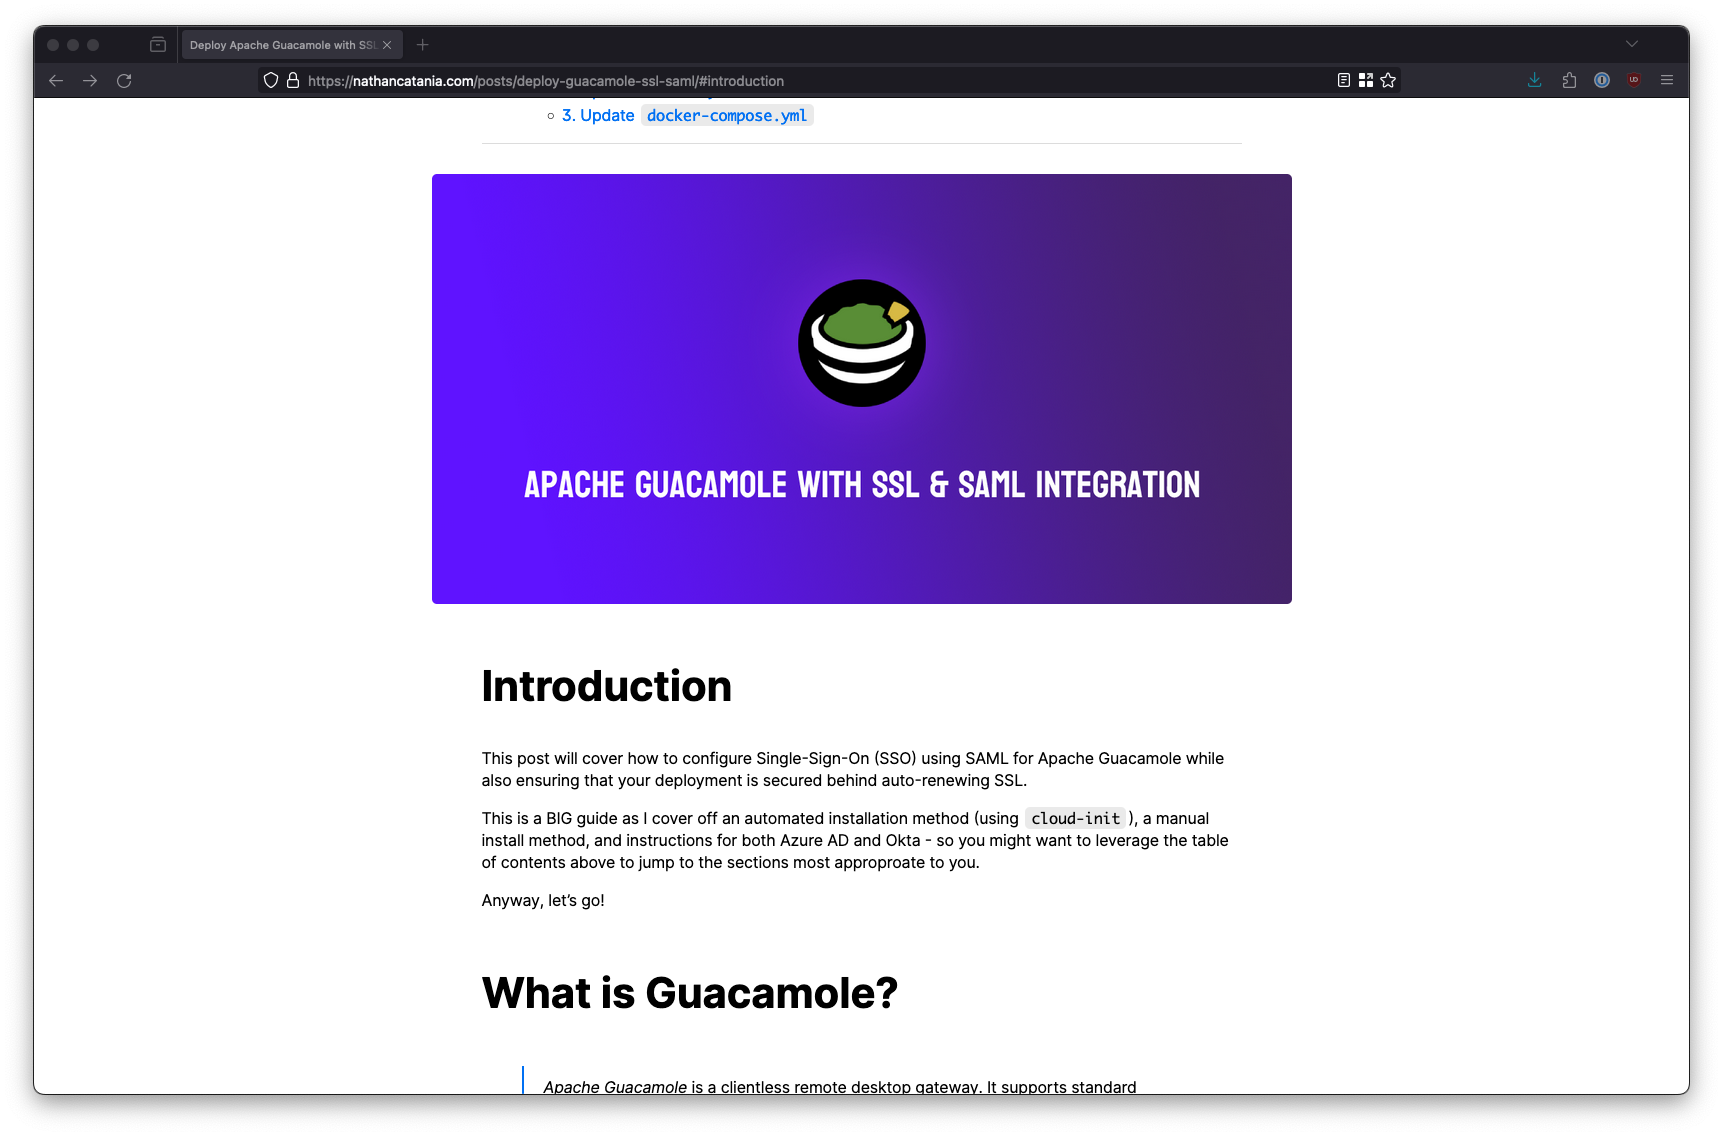 Deploy Apache Guacamole with SSL
https://nathancatania.com/posts/deploy-guacamole-ssl-saml/#introduction
3. Update docker-compose.yml
APACHE GUACAMOLE WITH SSL & SAML INTEGRATION
Introduction
This post will cover how to configure Single-Sign-On (SSO) using SAML for Apache Guacamole while
also ensuring that your deployment is secured behind auto-renewing SSL.
This is a BIG guide as I cover off an automated installation method (using cloud-init), a manual
install method, and instructions for both Azure AD and Okta - so you might want to leverage the table
of contents above to jump to the sections most approproate to you.
Anyway, let’s go!
What is Guacamole?
Apache Guacamole is a clientless remote desktop gateway. It supports standard